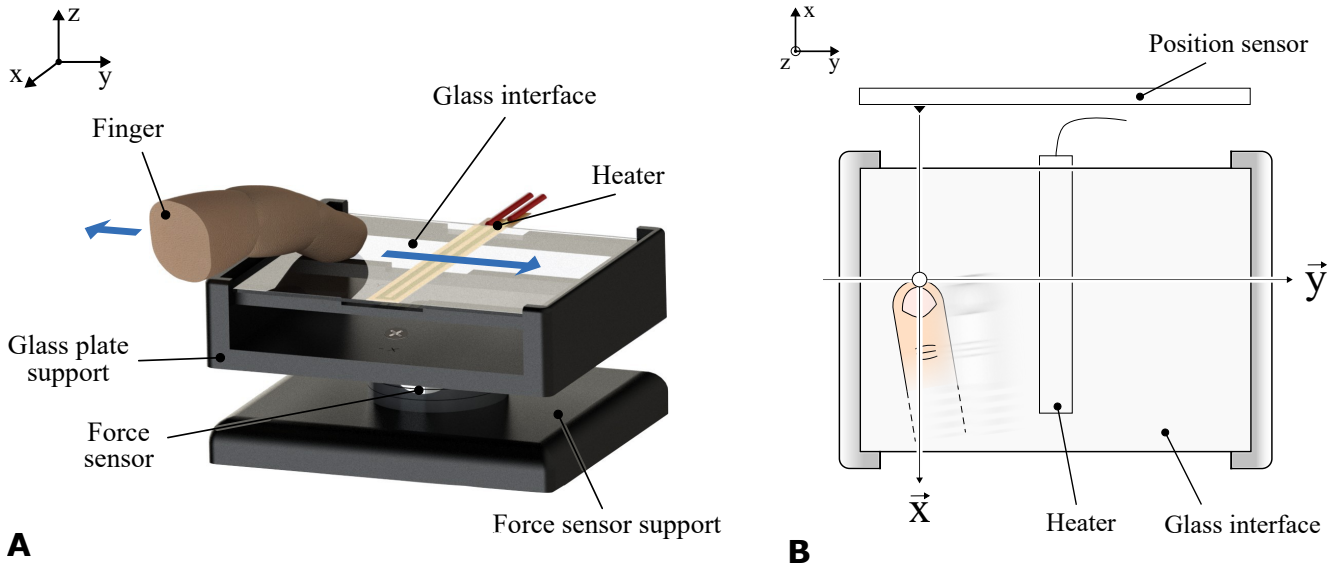 z
x
y
Finger
Glass interface
Heater
Glass plate
support
Force
sensor
Force sensor support
A
x
z
y
Position sensor
y
x
Heater
Glass interface
B